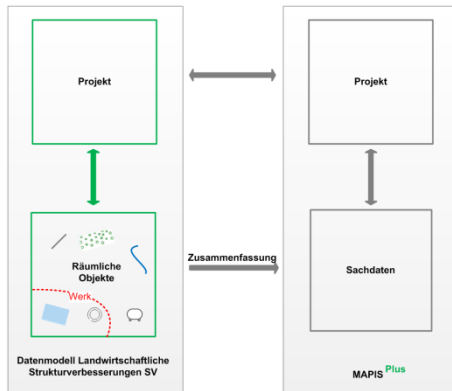 Projekt
Projekt
Zusammenfassung
Räumliche
Objekte
Werk
Sachdaten
Datenmodell Landwirtschaftliche
Strukturverbesserungen SV
MAPIS Plus